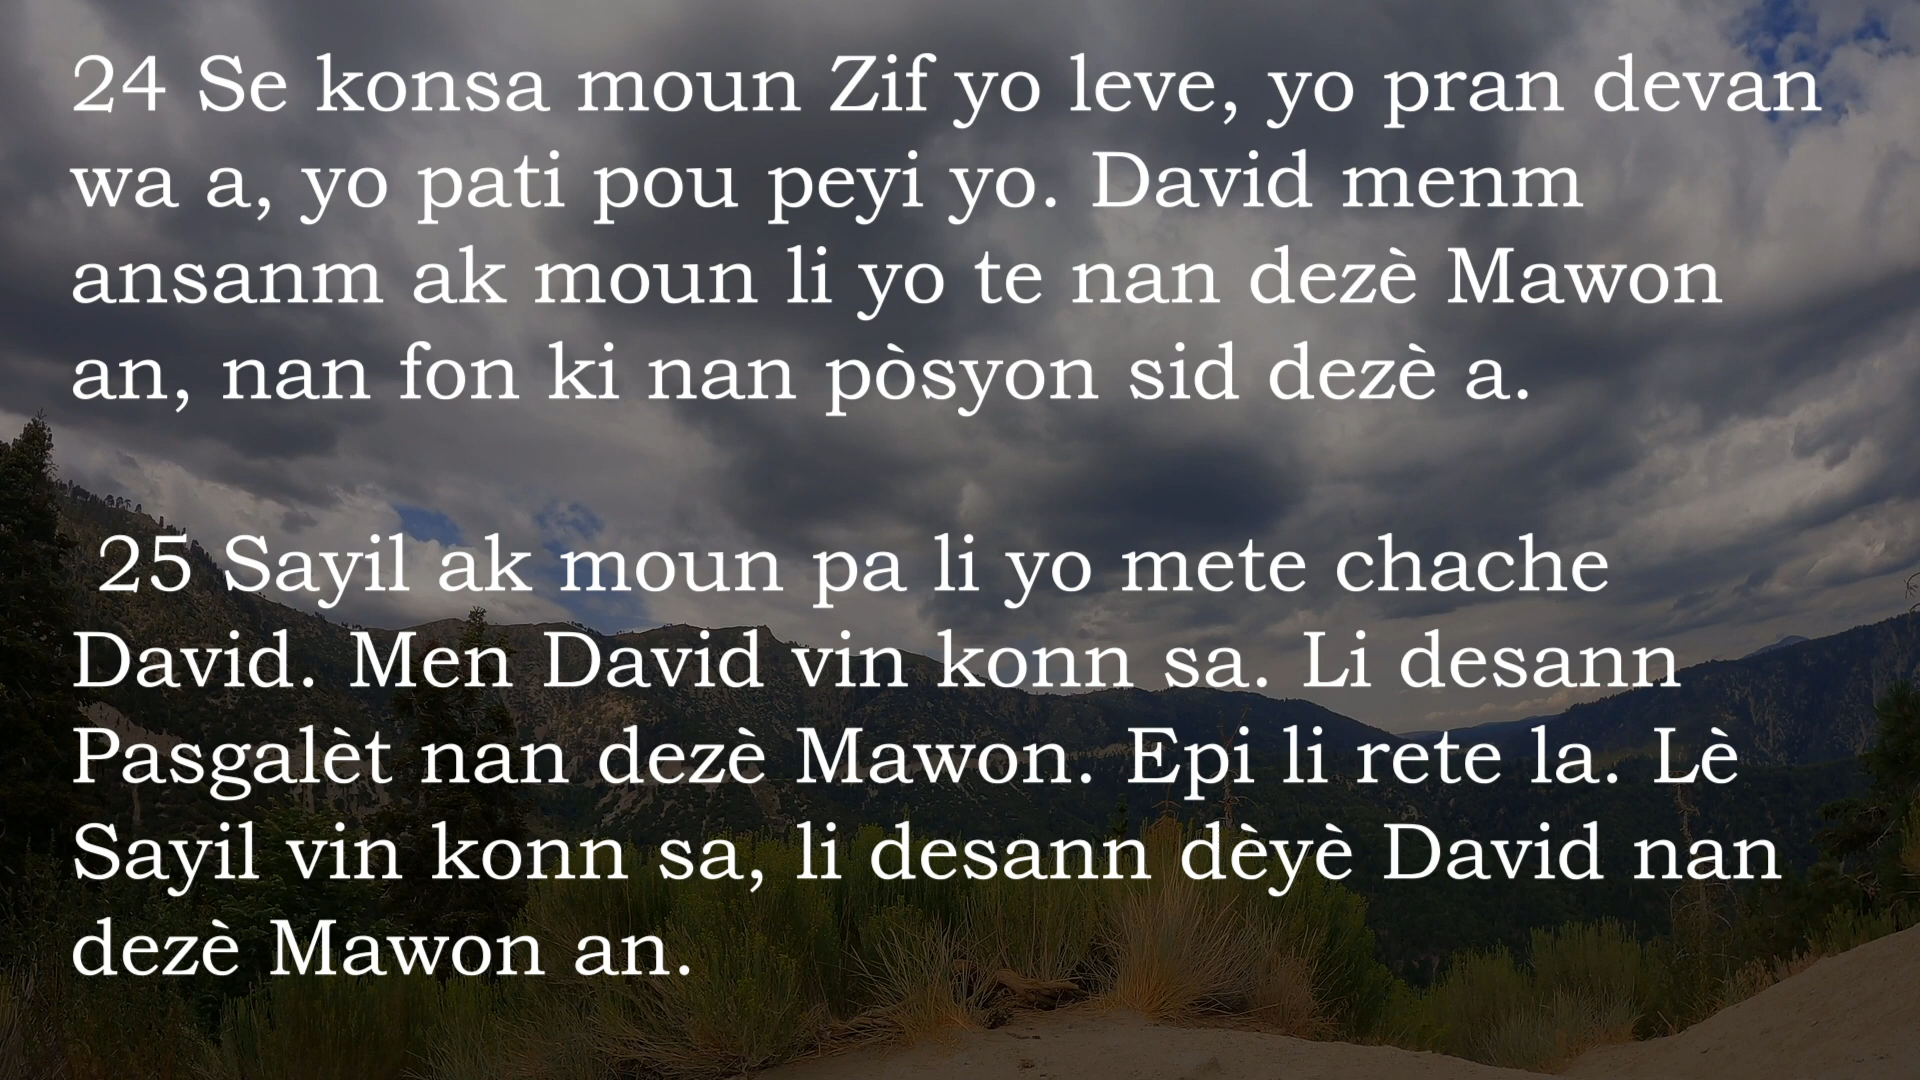 24 Se konsa moun Zif yo leve, yo pran devan
wa a, yo pati pou peyi yo. David menm
ansanm ak moun li yo te nan dezè Mawon
an, nan fon ki nan pòsyon sid dezè a.
25 Sayil ak moun pa li yo mete chache
David. Men David vin konn sa. Li desann
Pasgalèt nan dezè Mawon. Epi li rete la. Lè
Sayil vin konn sa, li desann dèyè David nan
dezè Mawon an.